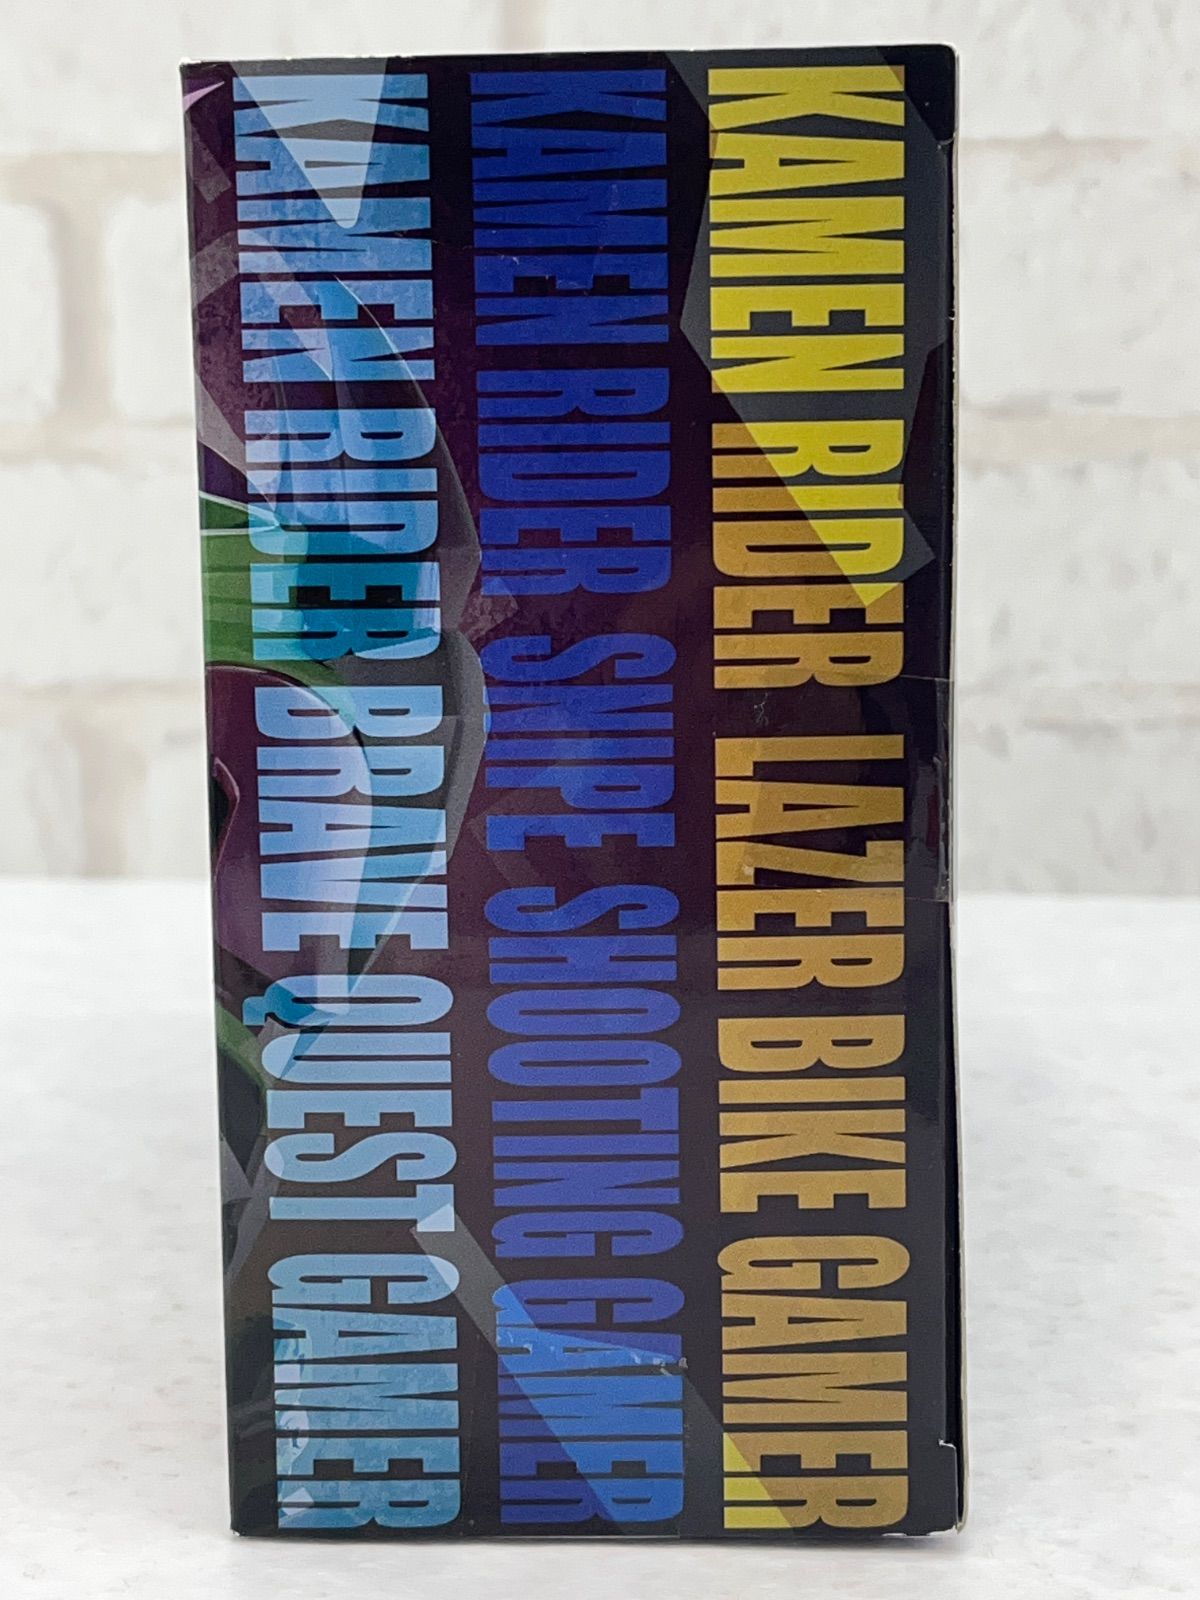 KAMEN RIDER LAZER BIKE GAMER
KAMEN RIDER SNIPE SHOOTING GAMER
KAMEN RIDER BRAVE QUEST GAMER